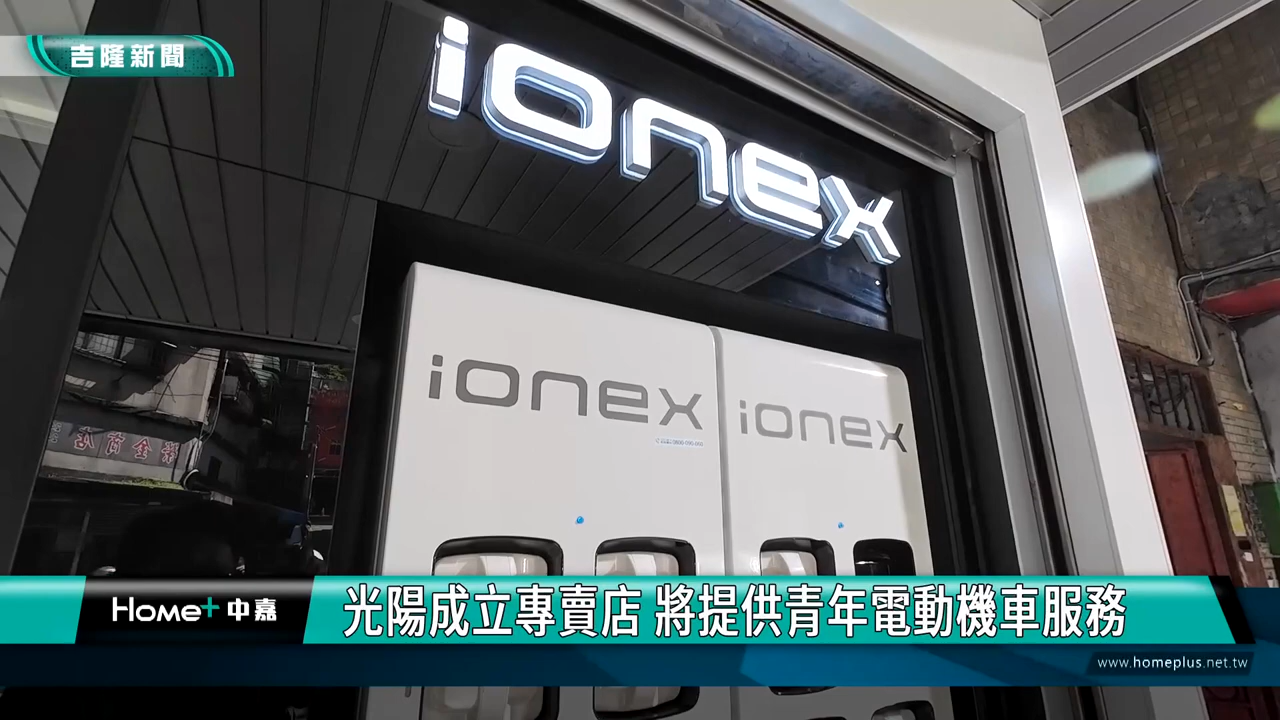 吉隆新聞
ionex
ionex
ionex
Home+ 中嘉
光陽成立專賣店 將提供青年電動機車服務
www.homeplus.net.tw